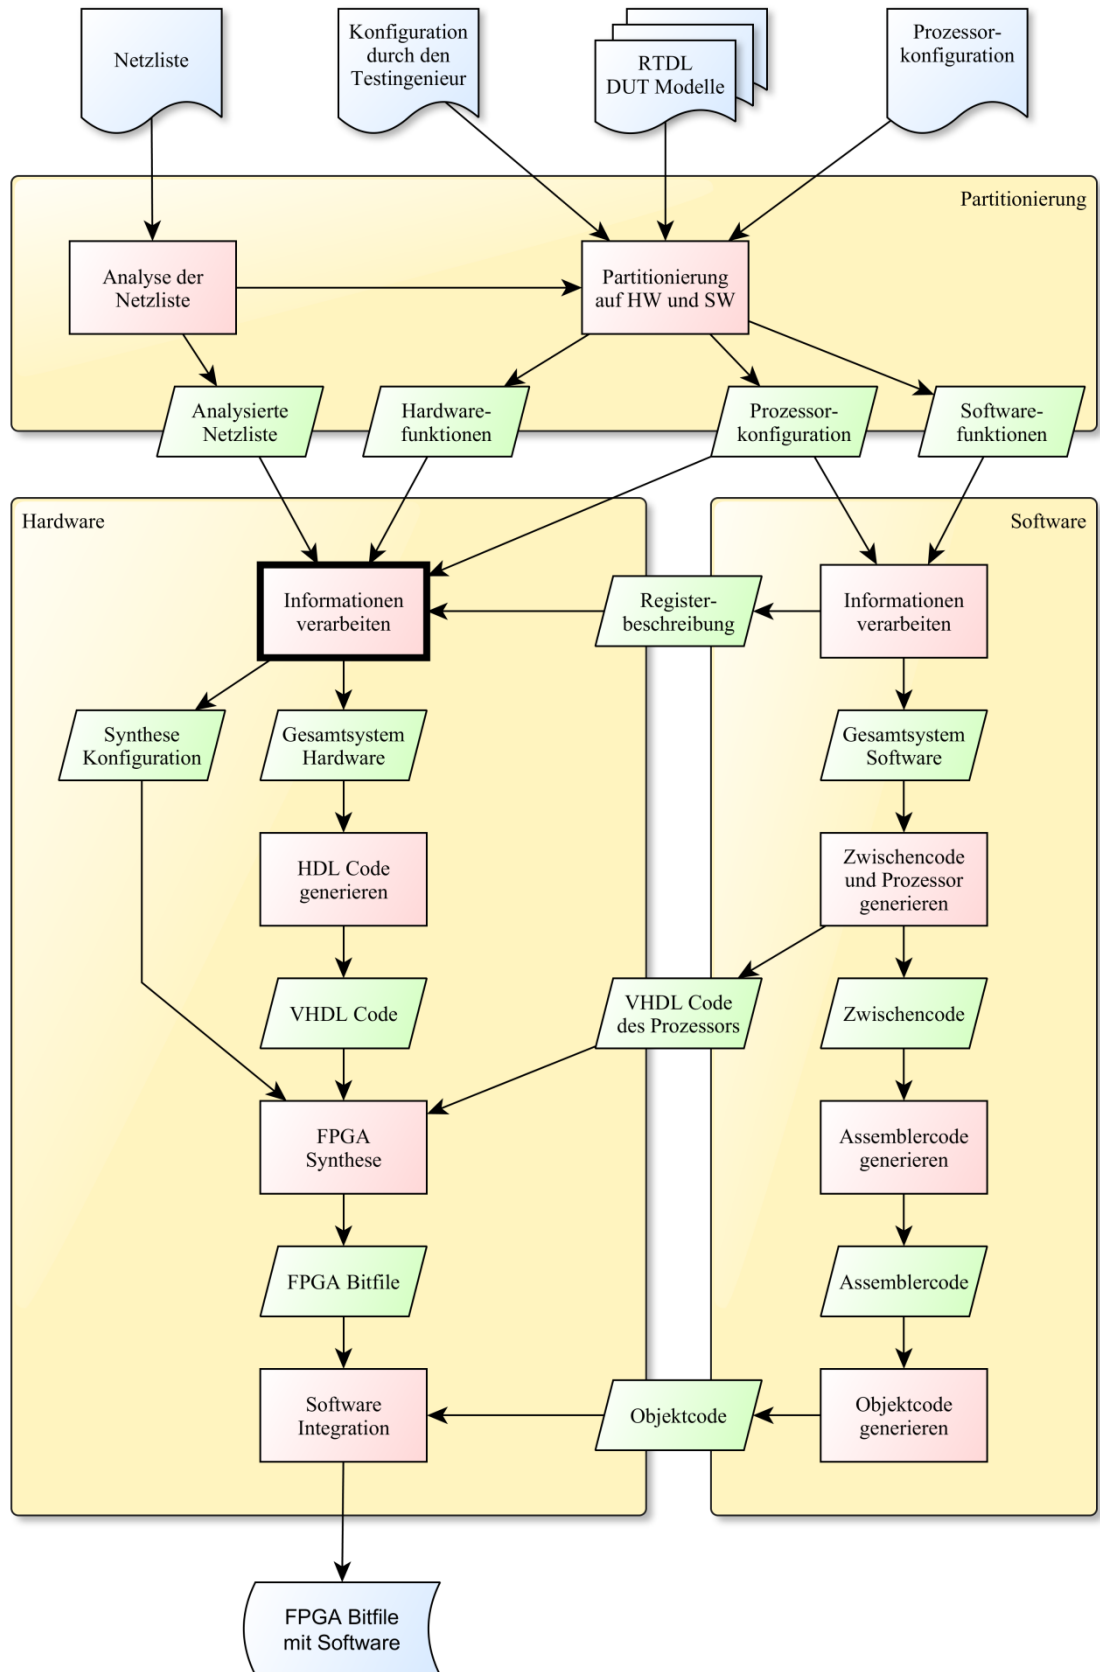 Netzliste
Konfiguration
durch den
Testingenieur
RTDL
DUT Modelle
Prozessor-
konfiguration
Partitionierung
Analyse der
Netzliste
Partitionierung
auf HW und SW
Analysierte
Netzliste
Hardware-
funktionen
Prozessor-
konfiguration
Software-
funktionen
Hardware
Software
Informationen
verarbeiten
Register-
beschreibung
Informationen
verarbeiten
Synthese
Konfiguration
Gesamtsystem
Hardware
Gesamtsystem
Software
HDL Code
generieren
Zwischencode
und Prozessor
generieren
VHDL Code
VHDL Code
des Prozessors
Zwischencode
FPGA
Synthese
Assemblercode
generieren
FPGA Bitfile
Assemblercode
Software
Integration
Objektcode
Objektcode
generieren
FPGA Bitfile
mit Software